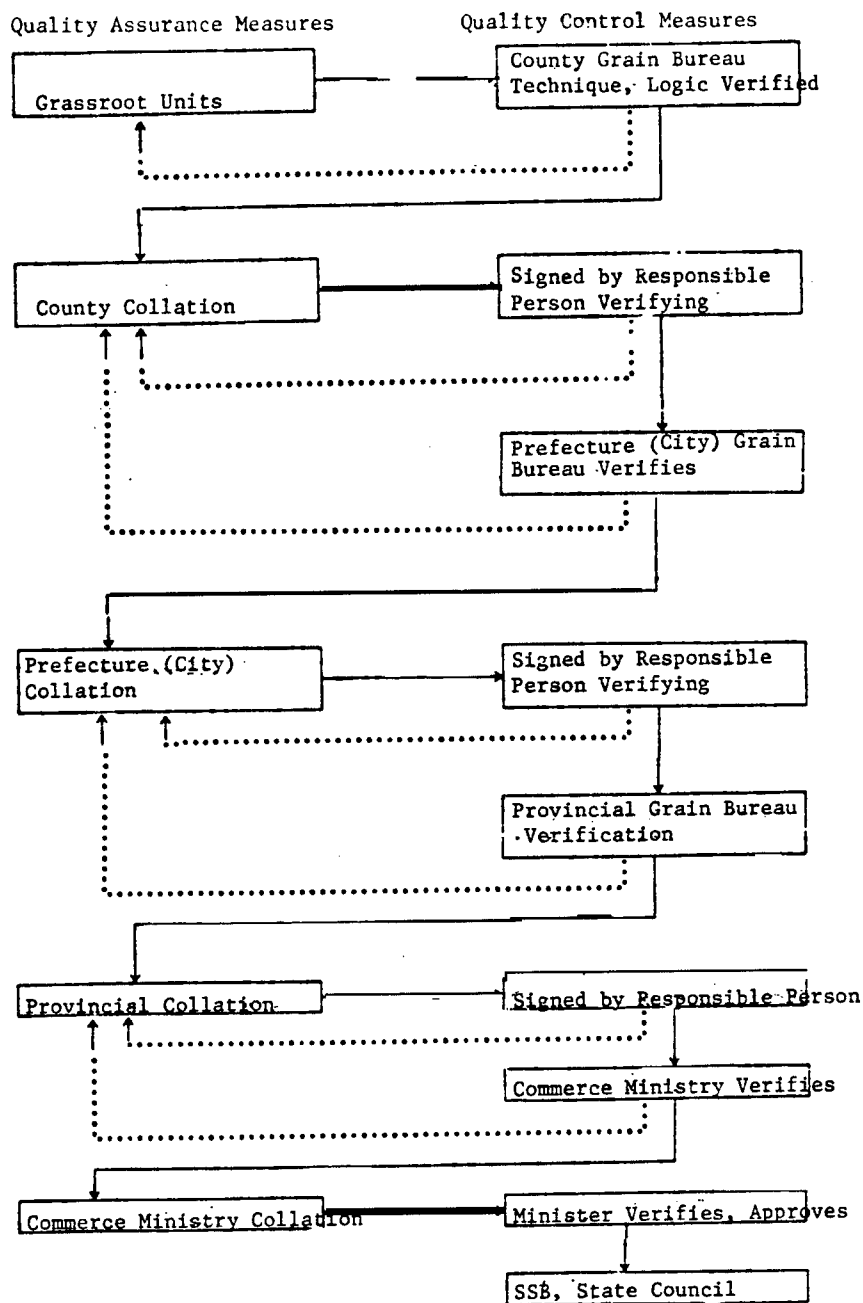 Quality Assurance Measures
Quality Control Measures
Grassroot Units
County Grain Bureau
Technique, Logic Verified
County Collation
Signed by Responsible
Person Verifying
Prefecture (City) Grain
Bureau Verifies
Prefecture (City)
Collation
Signed by Responsible
Person Verifying
Provincial Grain Bureau
Verification
Provincial Collation
Signed by Responsible Person
Commerce Ministry Verifies
Commerce Ministry Collation
Minister Verifies, Approves
SSB, State Council